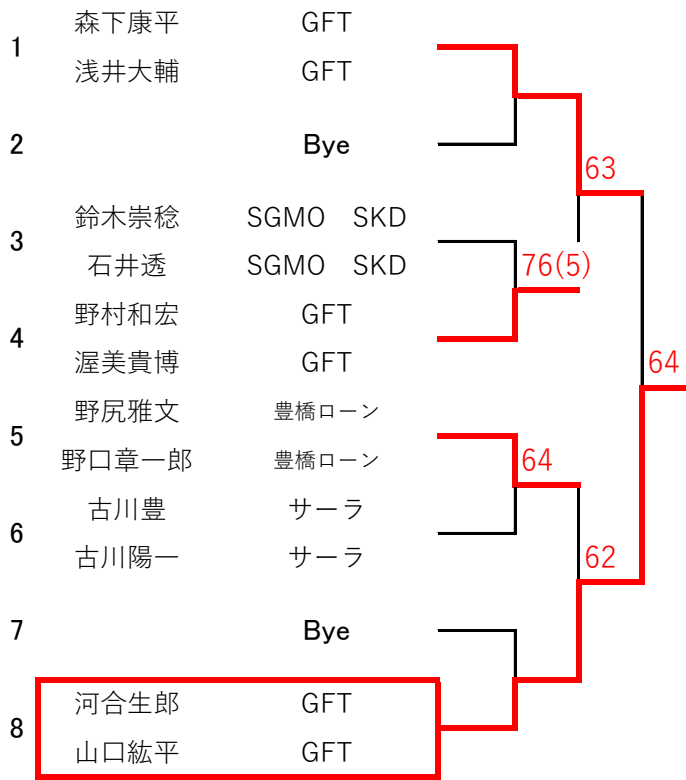 森下康平 GFT
1
浅井大輔 GFT
2 Bye
63
鈴木崇稔 SGMO SKD
3
石井透 SGMO SKD 76(5)
野村和宏 GFT
4
渥美貴博 GFT 64
野尻雅文 豊橋ローン
5
野口章一郎 豊橋ローン 64
古川豊 サーラ
6
古川陽一 サーラ 62
7 Bye
河合生郎 GFT
8
山口紘平 GFT